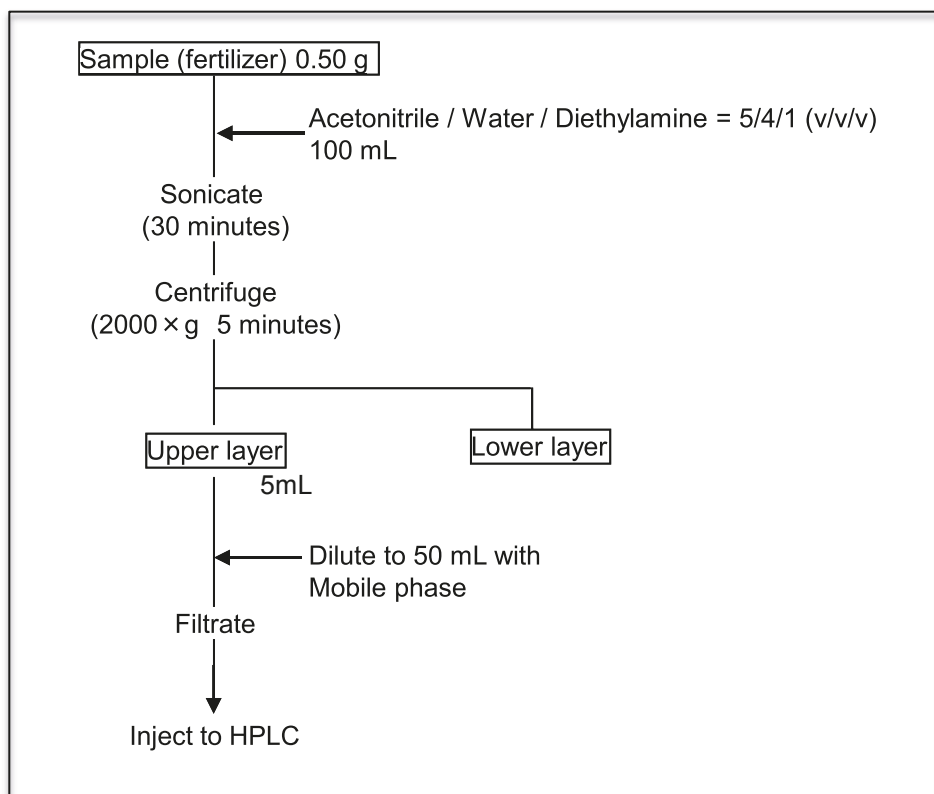 Sample (fertilizer) 0.50 g
Acetonitrile / Water / Diethylamine = 5/4/1 (v/v/v)
100 mL
Sonicate
(30 minutes)
Centrifuge
(2000×g 5 minutes)
Upper layer
Lower layer
5mL
Dilute to 50 mL with
Mobile phase
Filtrate
Inject to HPLC